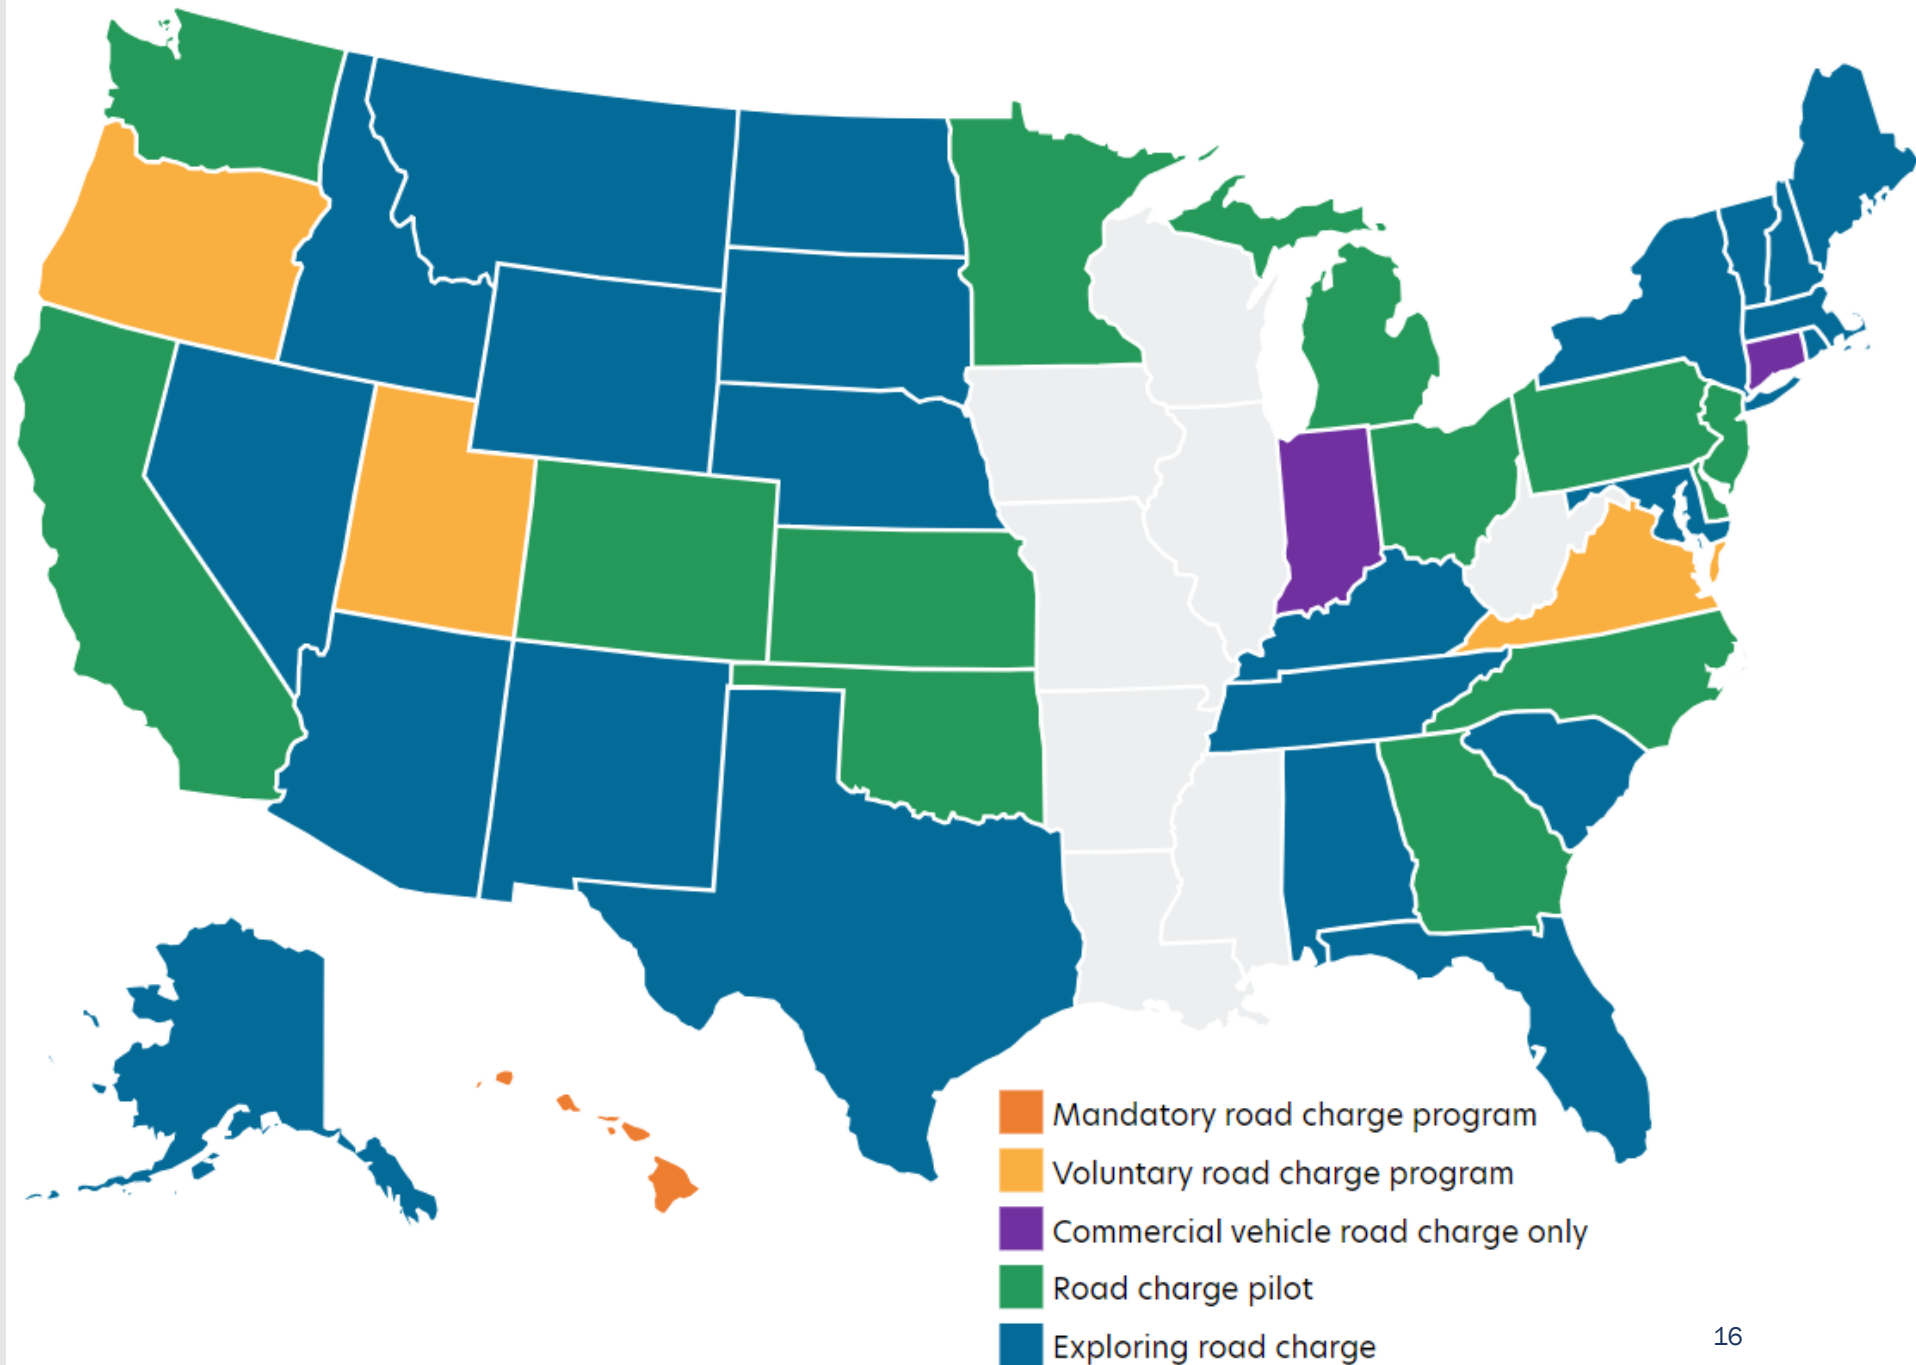 Mandatory road charge program
Voluntary road charge program
Commercial vehicle road charge only
Road charge pilot
Exploring road charge
16